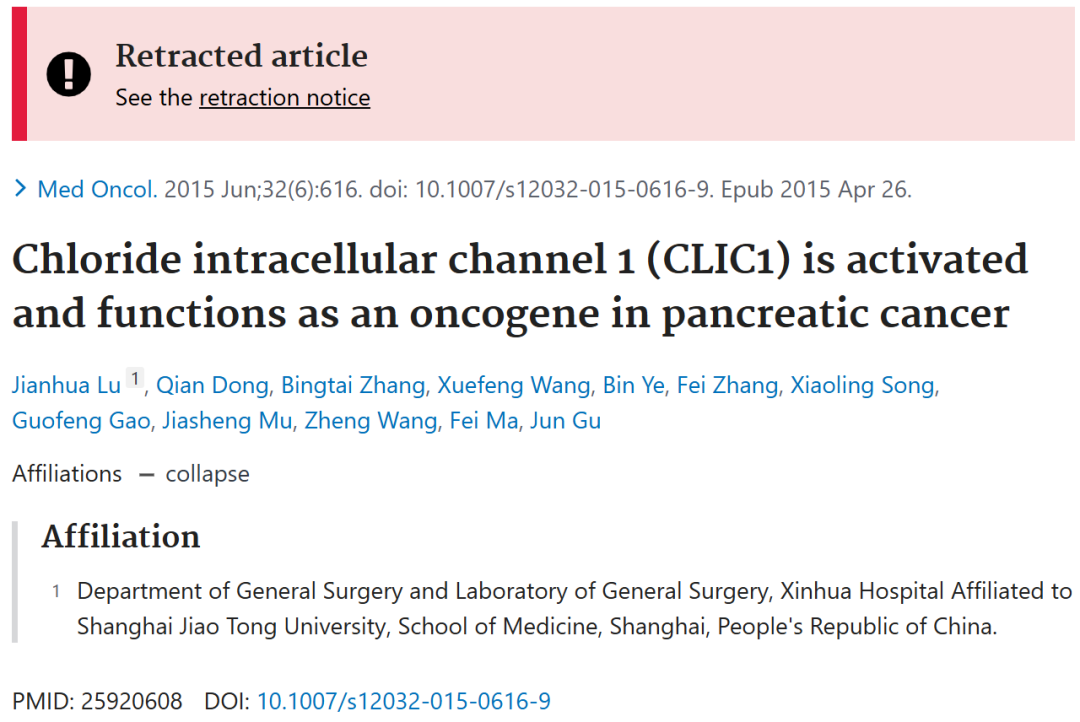 Retracted article
See the retraction notice
Med Oncol. 2015 Jun;32(6):616. doi: 10.1007/s12032-015-0616-9. Epub 2015 Apr 26.
Chloride intracellular channel 1 (CLIC1) is activated
and functions as an oncogene in pancreatic cancer
Jianhua Lu 1, Qian Dong, Bingtai Zhang, Xuefeng Wang, Bin Ye, Fei Zhang, Xiaoling Song,
Guofeng Gao, Jiasheng Mu, Zheng Wang, Fei Ma, Jun Gu
Affiliations — collapse
Affiliation
1 Department of General Surgery and Laboratory of General Surgery, Xinhua Hospital Affiliated to
Shanghai Jiao Tong University, School of Medicine, Shanghai, People's Republic of China.
PMID: 25920608 DOI: 10.1007/s12032-015-0616-9